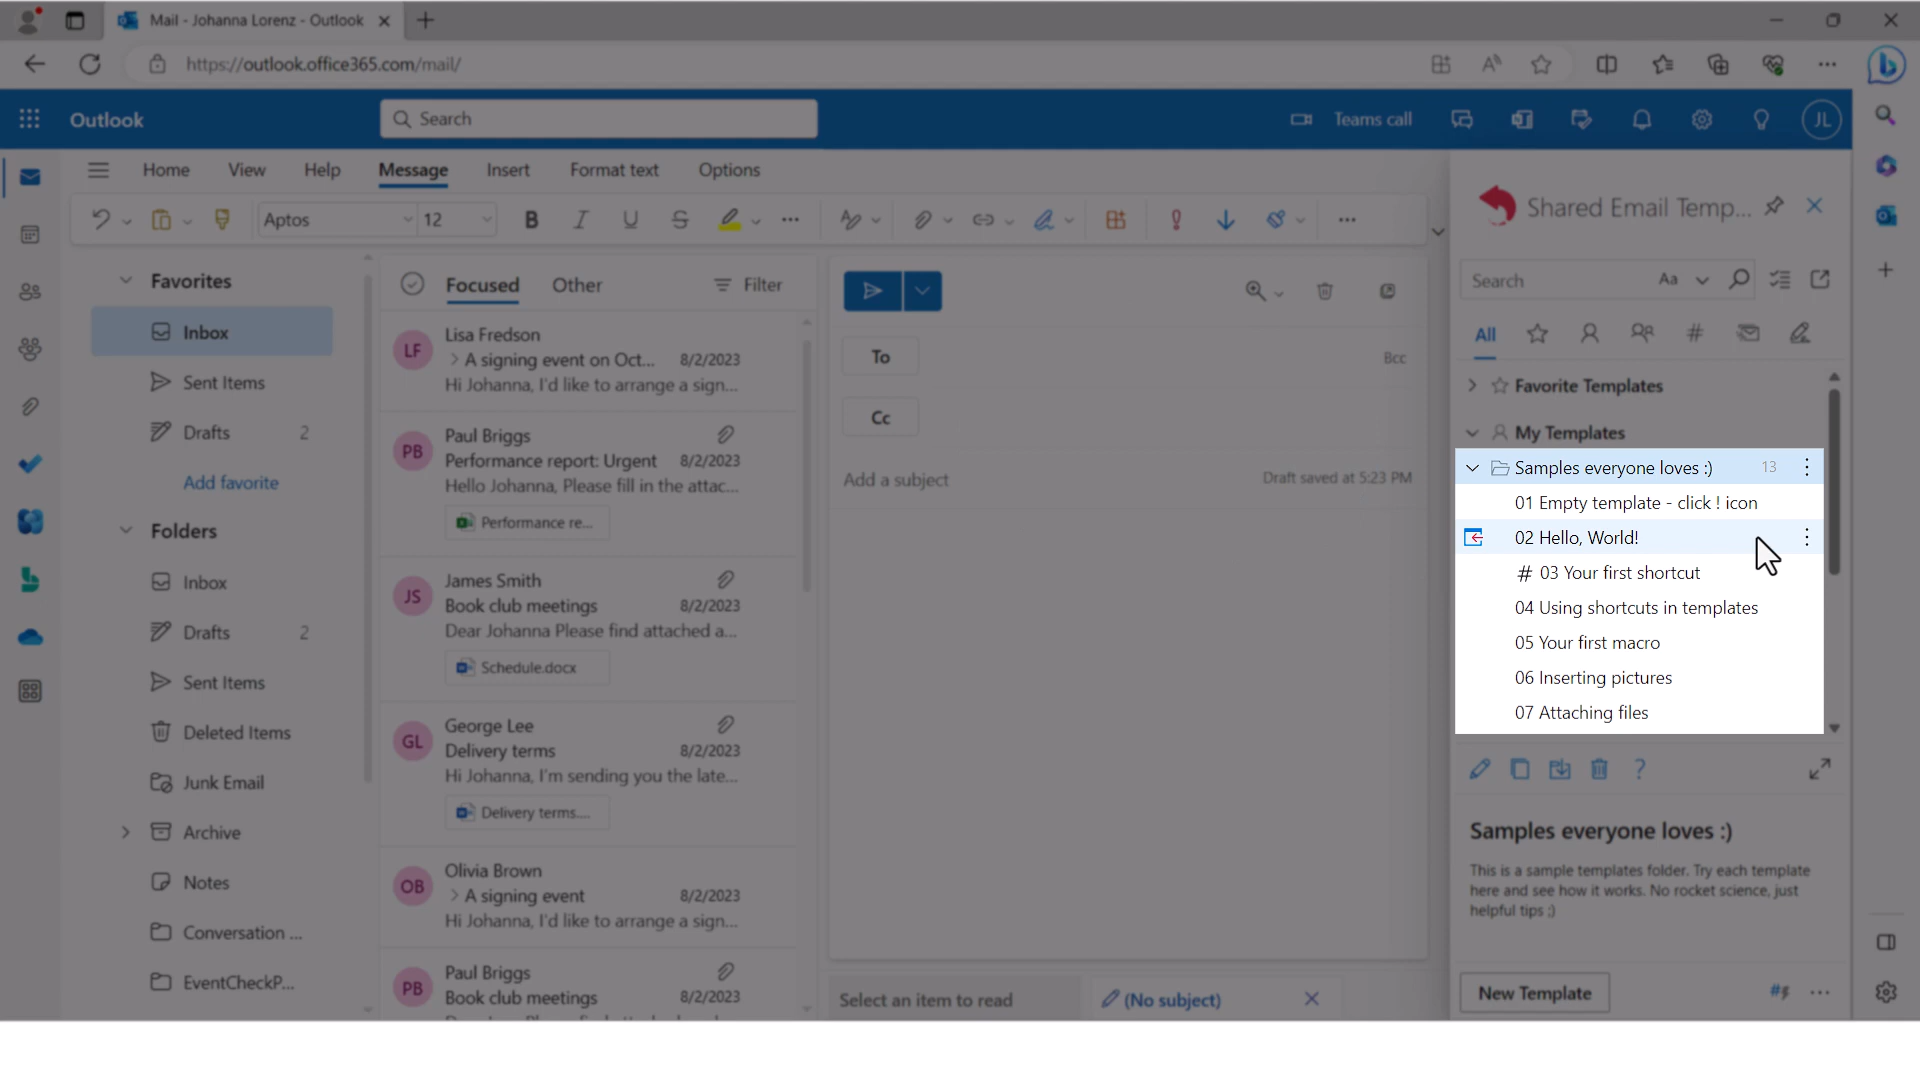 Mail - Johanna Lorenz - Outlook
https://outlook.office365.com/mail/
Outlook
Search
Teams call
JL
Home View Help Message Insert Format text Options
Aptos 12
Favorites
Inbox
Sent Items
Drafts 2
Add favorite
Folders
Inbox
Drafts 2
Sent Items
Deleted Items
Junk Email
Archive
Notes
Conversation ...
EventCheckP...
Focused Other Filter
LF
Lisa Fredson
A signing event on Oct... 8/2/2023
Hi Johanna, I'd like to arrange a sign...
PB
Paul Briggs
Performance report: Urgent 8/2/2023
Hello Johanna, Please fill in the attac...
Performance re...
JS
James Smith
Book club meetings 8/2/2023
Dear Johanna Please find attached a...
Schedule.docx
GL
George Lee
Delivery terms 8/2/2023
Hi Johanna, I'm sending you the late...
Delivery terms....
OB
Olivia Brown
A signing event 8/2/2023
Hi Johanna, I'd like to arrange a sign...
PB
Paul Briggs
Book club meetings 8/2/2023
To
Bcc
Cc
Add a subject
Draft saved at 5:23 PM
Select an item to read
(No subject)
Shared Email Temp...
Search Aa
All
Favorite Templates
My Templates
Samples everyone loves :) 13
01 Empty template - click ! icon
02 Hello, World!
# 03 Your first shortcut
04 Using shortcuts in templates
05 Your first macro
06 Inserting pictures
07 Attaching files
Samples everyone loves :)
This is a sample templates folder. Try each template
here and see how it works. No rocket science, just
helpful tips ;)
New Template